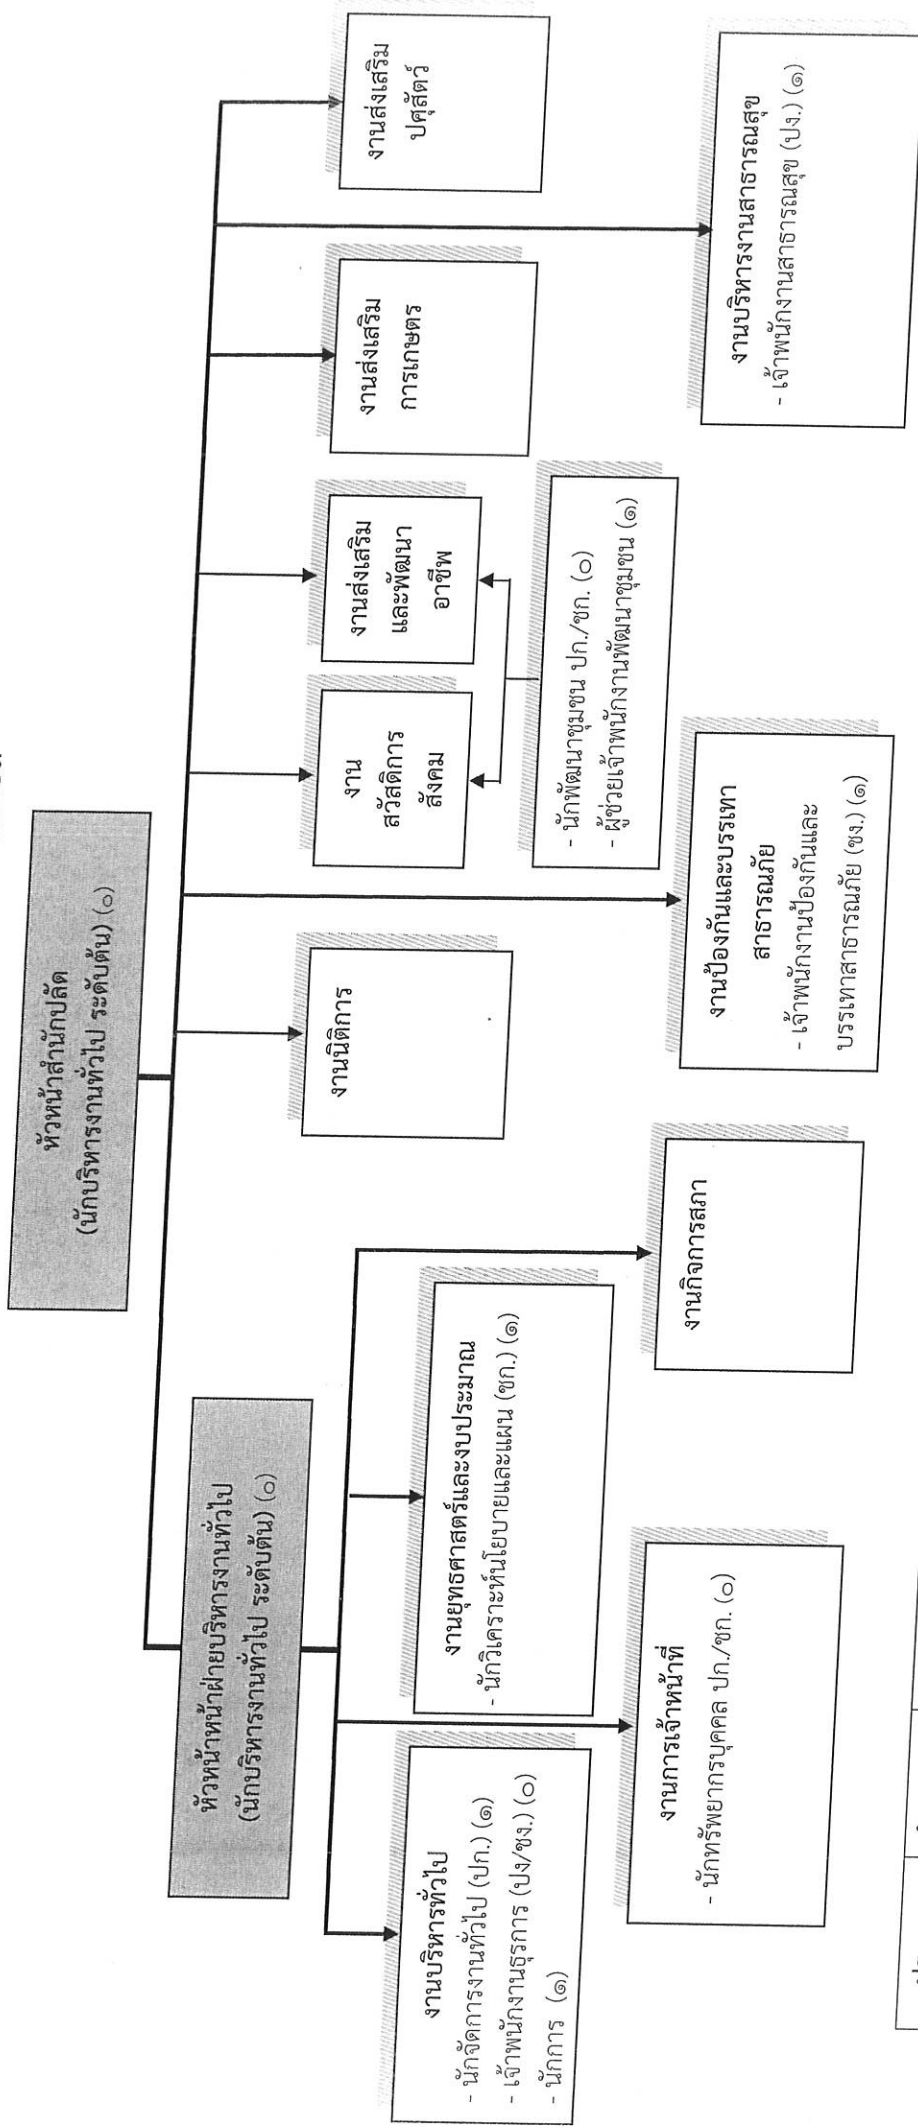 หัวหน้าสำนักปลัด
(นักบริหารงานทั่วไป ระดับต้น) (๐)
หัวหน้าหน้าฝ่ายบริหารงานทั่วไป
(นักบริหารงานทั่วไป ระดับต้น) (๐)
งานบริหารทั่วไป
- นักจัดการงานทั่วไป (ปก.) (๑)
- เจ้าพนักงานธุรการ (ปง/ชง.) (๐)
- นักการ (๑)
งานยุทธศาสตร์และงบประมาณ
- นักวิเคราะห์นโยบายและแผน (ชก.) (๑)
งานการเจ้าหน้าที่
- นักทรัพยากรบุคคล ปก./ชก. (๐)
งานกิจการสภา
งานนิติการ
งาน
สวัสดิการ
สังคม
งานส่งเสริม
และพัฒนา
อาชีพ
- นักพัฒนาชุมชน ปก./ชก. (๐)
- ผู้ช่วยเจ้าพนักงานพัฒนาชุมชน (๑)
งานส่งเสริม
การเกษตร
งานส่งเสริม
ปศุสัตว์
งานป้องกันและบรรเทา
สาธารณภัย
- เจ้าพนักงานป้องกันและ
บรรเทาสาธารณภัย (ชง.) (๑)
งานบริหารงานสาธารณสุข
- เจ้าพนักงานสาธารณสุข (ปง.) (๑)